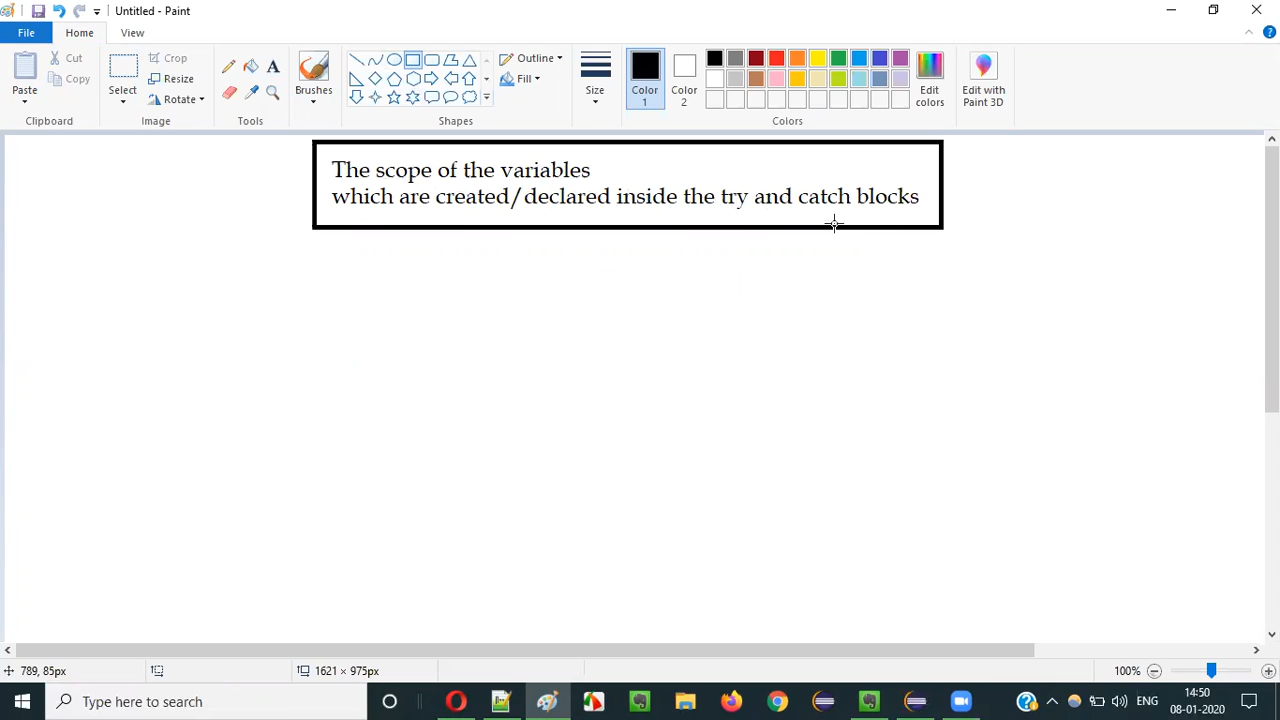 Untitled - Paint
File Home View
Paste
Cut
Copy
Clipboard
Select
Crop
Resize
Rotate
Image
A
Tools
Brushes
Outline
Fill
Shapes
Size
Color 1
Color 2
Colors
Edit colors
Edit with Paint 3D
The scope of the variables
which are created/declared inside the try and catch blocks
789, 85px
1621 × 975px
100%
Type here to search
ENG
14:50
08-01-2020